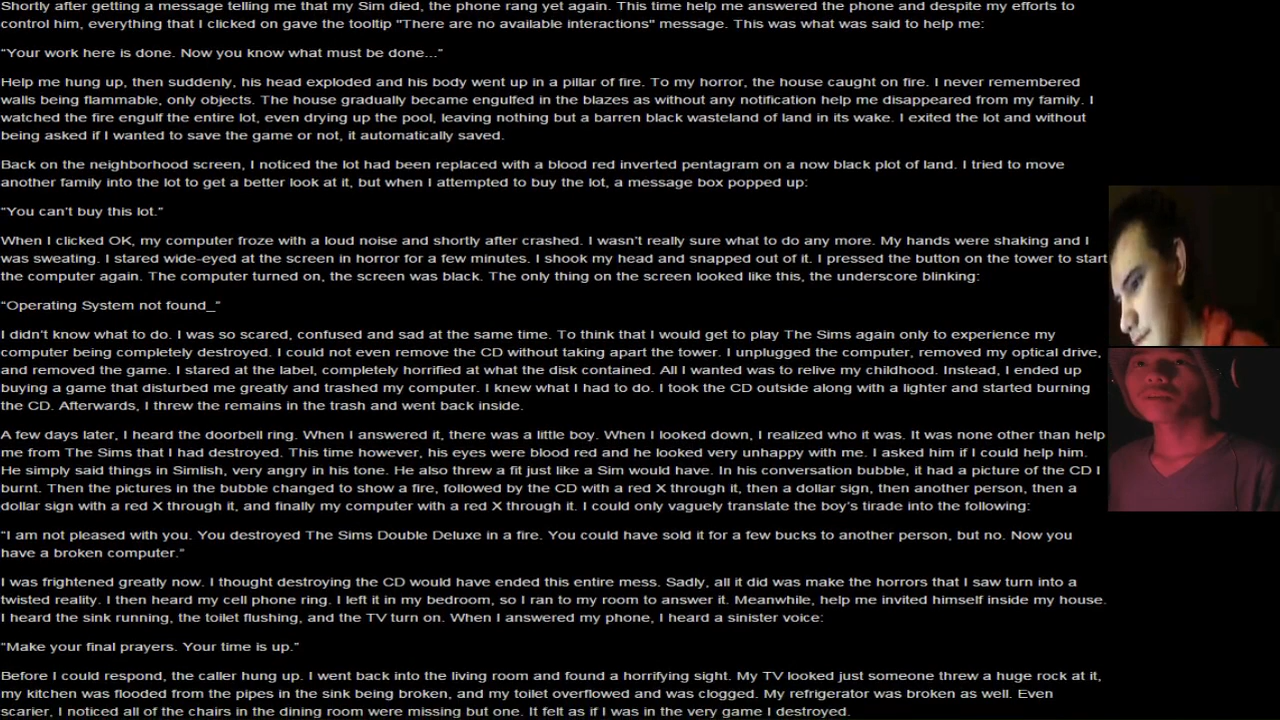 Shortly after getting a message telling me that my Sim died, the phone rang yet again. This time help me answered the phone and despite my efforts to
control him, everything that I clicked on gave the tooltip "There are no available interactions" message. This was what was said to help me:
“Your work here is done. Now you know what must be done...”
Help me hung up, then suddenly, his head exploded and his body went up in a pillar of fire. To my horror, the house caught on fire. I never remembered
walls being flammable, only objects. The house gradually became engulfed in the blazes as without any notification help me disappeared from my family. I
watched the fire engulf the entire lot, even drying up the pool, leaving nothing but a barren black wasteland of land in its wake. I exited the lot and without
being asked if I wanted to save the game or not, it automatically saved.
Back on the neighborhood screen, I noticed the lot had been replaced with a blood red inverted pentagram on a now black plot of land. I tried to move
another family into the lot to get a better look at it, but when I attempted to buy the lot, a message box popped up:
“You can’t buy this lot.”
When I clicked OK, my computer froze with a loud noise and shortly after crashed. I wasn’t really sure what to do any more. My hands were shaking and I
was sweating. I stared wide-eyed at the screen in horror for a few minutes. I shook my head and snapped out of it. I pressed the button on the tower to start
the computer again. The computer turned on, the screen was black. The only thing on the screen looked like this, the underscore blinking:
“Operating System not found_”
I didn’t know what to do. I was so scared, confused and sad at the same time. To think that I would get to play The Sims again only to experience my
computer being completely destroyed. I could not even remove the CD without taking apart the tower. I unplugged the computer, removed my optical drive,
and removed the game. I stared at the label, completely horrified at what the disk contained. All I wanted was to relive my childhood. Instead, I ended up
buying a game that disturbed me greatly and trashed my computer. I knew what I had to do. I took the CD outside along with a lighter and started burning
the CD. Afterwards, I threw the remains in the trash and went back inside.
A few days later, I heard the doorbell ring. When I answered it, there was a little boy. When I looked down, I realized who it was. It was none other than help
me from The Sims that I had destroyed. This time however, his eyes were blood red and he looked very unhappy with me. I asked him if I could help him.
He simply said things in Simlish, very angry in his tone. He also threw a fit just like a Sim would have. In his conversation bubble, it had a picture of the CD I
burnt. Then the pictures in the bubble changed to show a fire, followed by the CD with a red X through it, then a dollar sign, then another person, then a
dollar sign with a red X through it, and finally my computer with a red X through it. I could only vaguely translate the boy’s tirade into the following:
“I am not pleased with you. You destroyed The Sims Double Deluxe in a fire. You could have sold it for a few bucks to another person, but no. Now you
have a broken computer.”
I was frightened greatly now. I thought destroying the CD would have ended this entire mess. Sadly, all it did was make the horrors that I saw turn into a
twisted reality. I then heard my cell phone ring. I left it in my bedroom, so I ran to my room to answer it. Meanwhile, help me invited himself inside my house.
I heard the sink running, the toilet flushing, and the TV turn on. When I answered my phone, I heard a sinister voice:
“Make your final prayers. Your time is up.”
Before I could respond, the caller hung up. I went back into the living room and found a horrifying sight. My TV looked just someone threw a huge rock at it,
my kitchen was flooded from the pipes in the sink being broken, and my toilet overflowed and was clogged. My refrigerator was broken as well. Even
scarier, I noticed all of the chairs in the dining room were missing but one. It felt as if I was in the very game I destroyed.